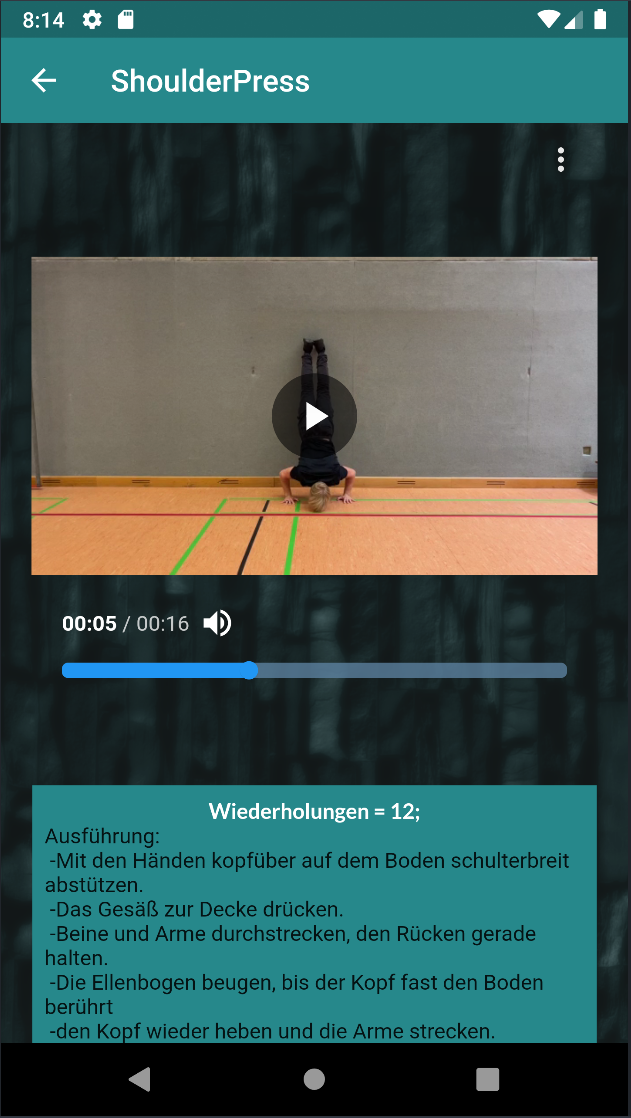 8:14
ShoulderPress
00:05 / 00:16
Wiederholungen = 12;
Ausführung:
-Mit den Händen kopfüber auf dem Boden schulterbreit
abstützen.
-Das Gesäß zur Decke drücken.
-Beine und Arme durchstrecken, den Rücken gerade
halten.
-Die Ellenbogen beugen, bis der Kopf fast den Boden
berührt
-den Kopf wieder heben und die Arme strecken.